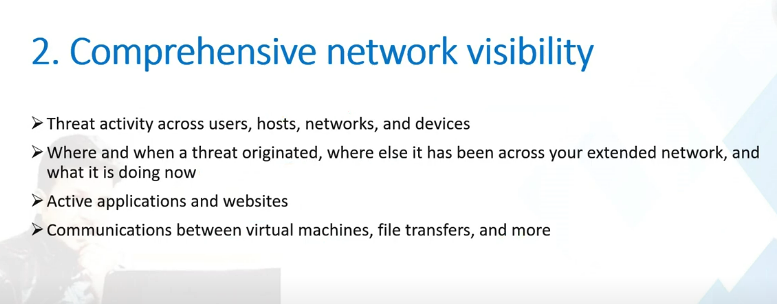 2. Comprehensive network visibility
➢Threat activity across users, hosts, networks, and devices
➢Where and when a threat originated, where else it has been across your extended network, and
what it is doing now
➢Active applications and websites
➢Communications between virtual machines, file transfers, and more